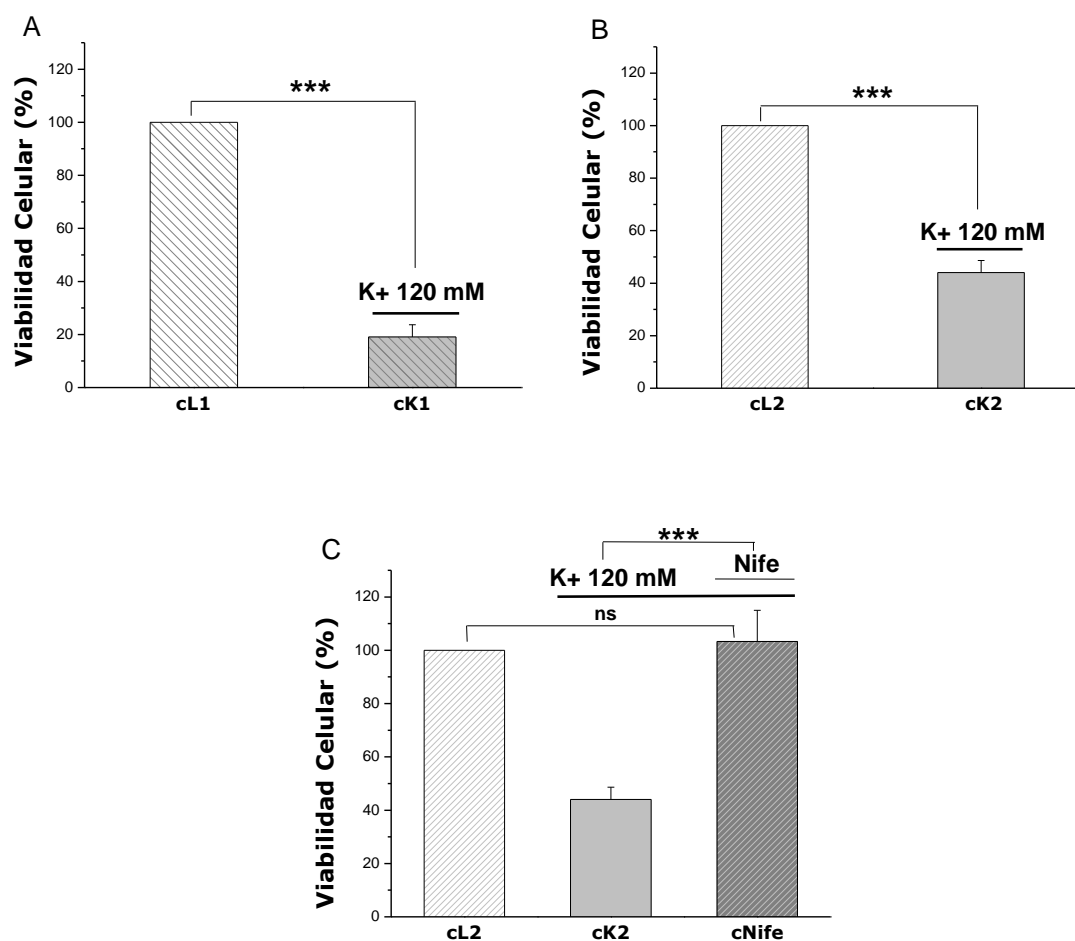 A
Viabilidad Celular (%)
120
100
80
60
40
20
0
***
K+ 120 mM
cL1
cK1
B
Viabilidad Celular (%)
120
100
80
60
40
20
0
***
K+ 120 mM
cL2
cK2
C
Viabilidad Celular (%)
120
100
80
60
40
20
0
***
Nife
K+ 120 mM
ns
cL2
cK2
cNife